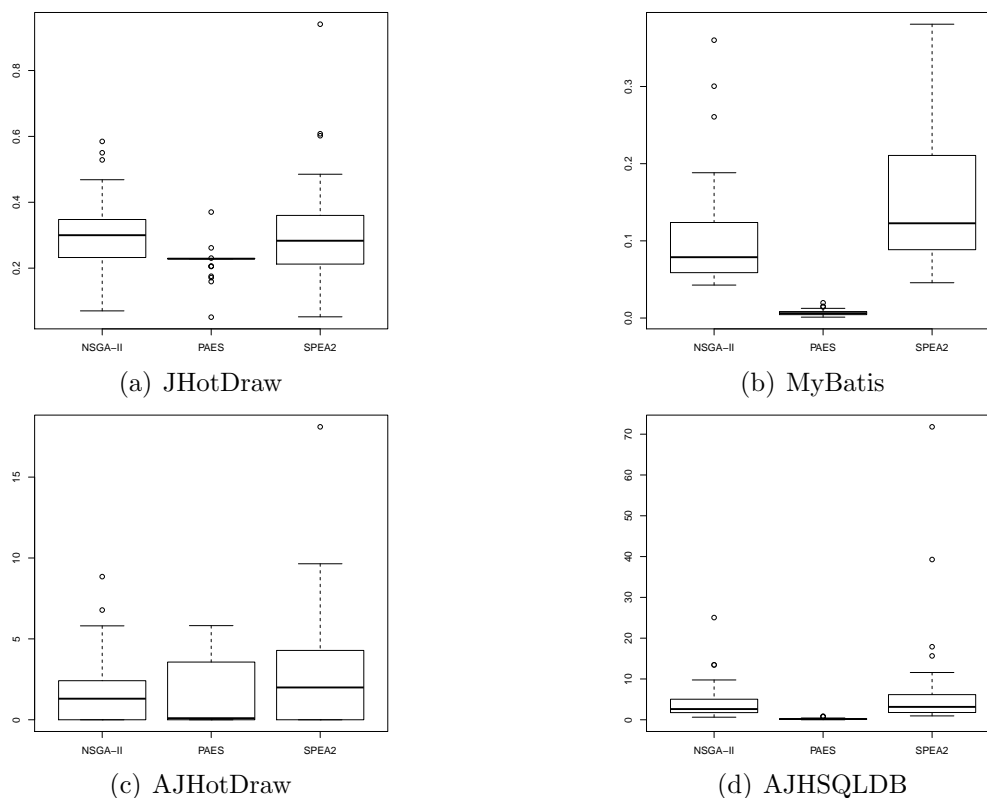 0.8
0.6
0.4
0.2
NSGA−II PAES SPEA2
(a) JHotDraw
0.3
0.2
0.1
0.0
NSGA−II PAES SPEA2
(b) MyBatis
15
10
5
0
NSGA−II PAES SPEA2
(c) AJHotDraw
70
60
50
40
30
20
10
0
NSGA−II PAES SPEA2
(d) AJHSQLDB